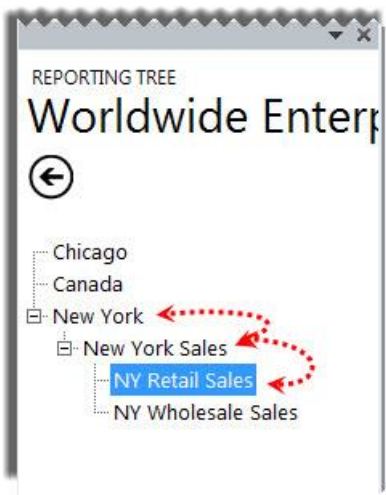 REPORTING TREE
Worldwide Enterp
Chicago
Canada
New York
New York Sales
NY Retail Sales
NY Wholesale Sales